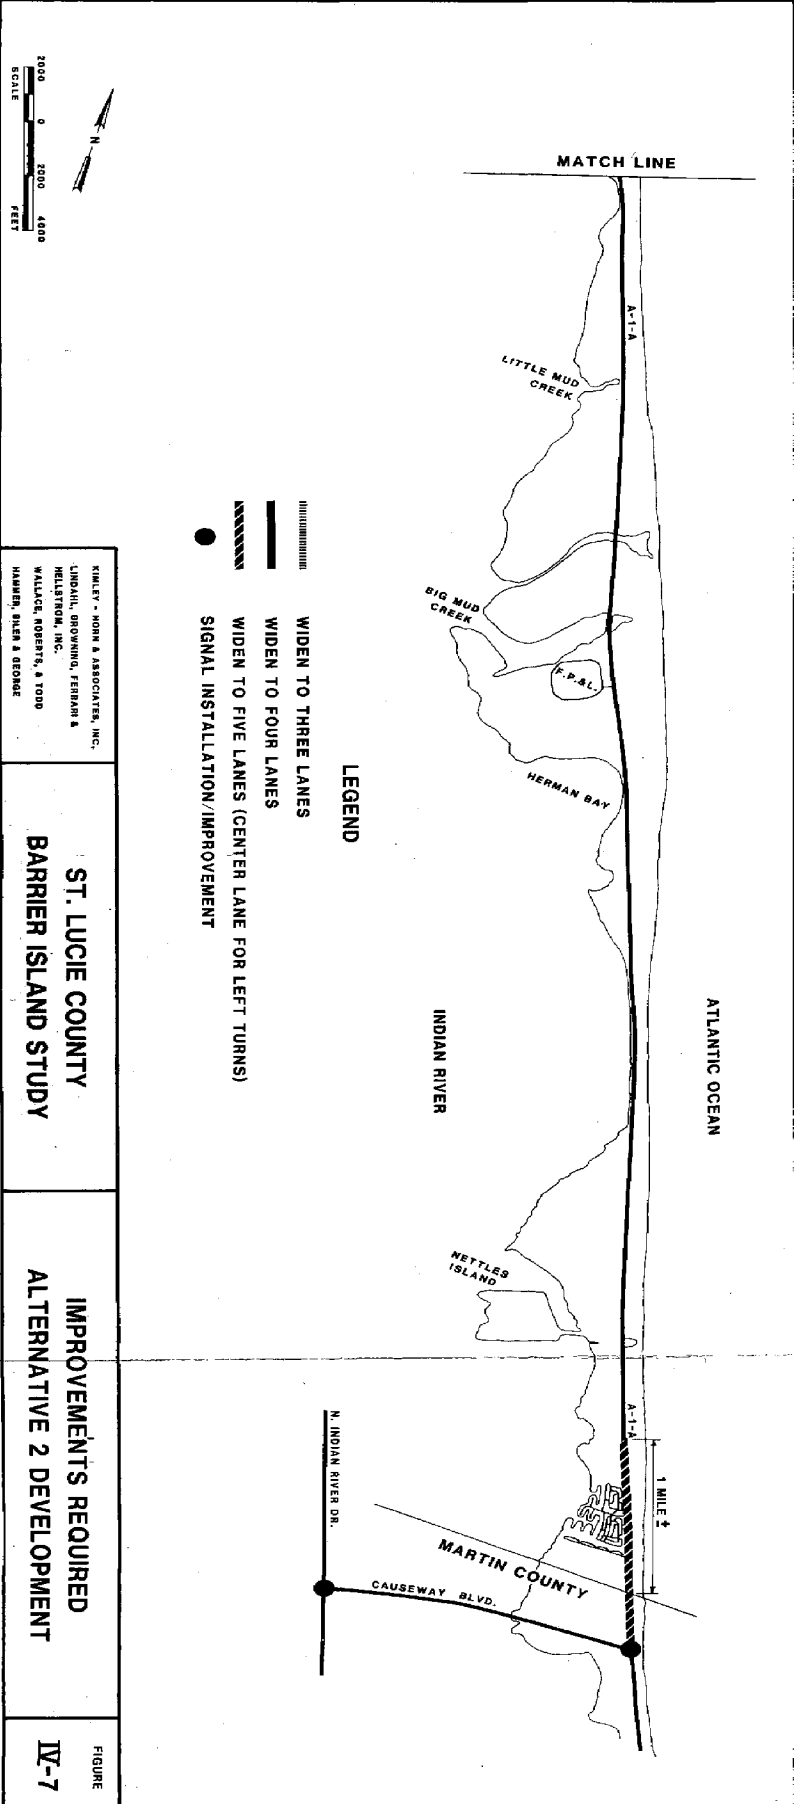 MATCH LINE
A-1-A
LITTLE MUD
CREEK
BIG MUD
CREEK
F.P.&L.
HERMAN BAY
ATLANTIC OCEAN
INDIAN RIVER
NETTLES
ISLAND
A-1-A
1 MILE ±
MARTIN COUNTY
CAUSEWAY BLVD.
N. INDIAN RIVER DR.
LEGEND
WIDEN TO THREE LANES
WIDEN TO FOUR LANES
WIDEN TO FIVE LANES (CENTER LANE FOR LEFT TURNS)
SIGNAL INSTALLATION/IMPROVEMENT
N
2000 0 2000 4000
SCALE FEET
KIMLEY - HORN & ASSOCIATES, INC.
LINDAHL, BROWNING, FERRARI &
HELLSTROM, INC.
WALLACE, ROBERTS, & TODD
HAMMER, SILER & GEORGE
ST. LUCIE COUNTY
BARRIER ISLAND STUDY
IMPROVEMENTS REQUIRED
ALTERNATIVE 2 DEVELOPMENT
FIGURE
IV-7